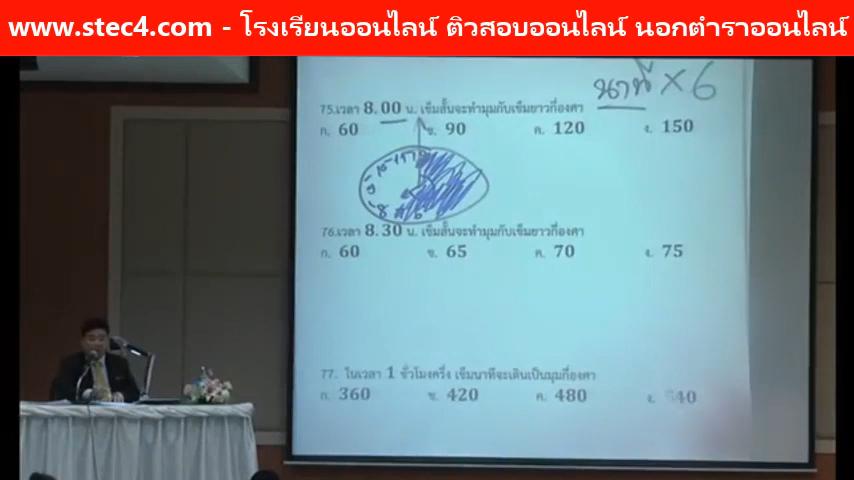 www.stec4.com - โรงเรียนออนไลน์ ติวสอบออนไลน์ นอกตำราออนไลน์
นาที × 6
75.เวลา 8.00 น. เข็มสั้นจะทำมุมกับเข็มยาวกี่องศา
ก. 60 ข. 90 ค. 120 ง. 150
76.เวลา 8.30 น. เข็มสั้นจะทำมุมกับเข็มยาวกี่องศา
ก. 60 ข. 65 ค. 70 ง. 75
77. ในเวลา 1 ชั่วโมงครึ่ง เข็มนาทีจะเดินเป็นมุมกี่องศา
ก. 360 ข. 420 ค. 480 ง. 540